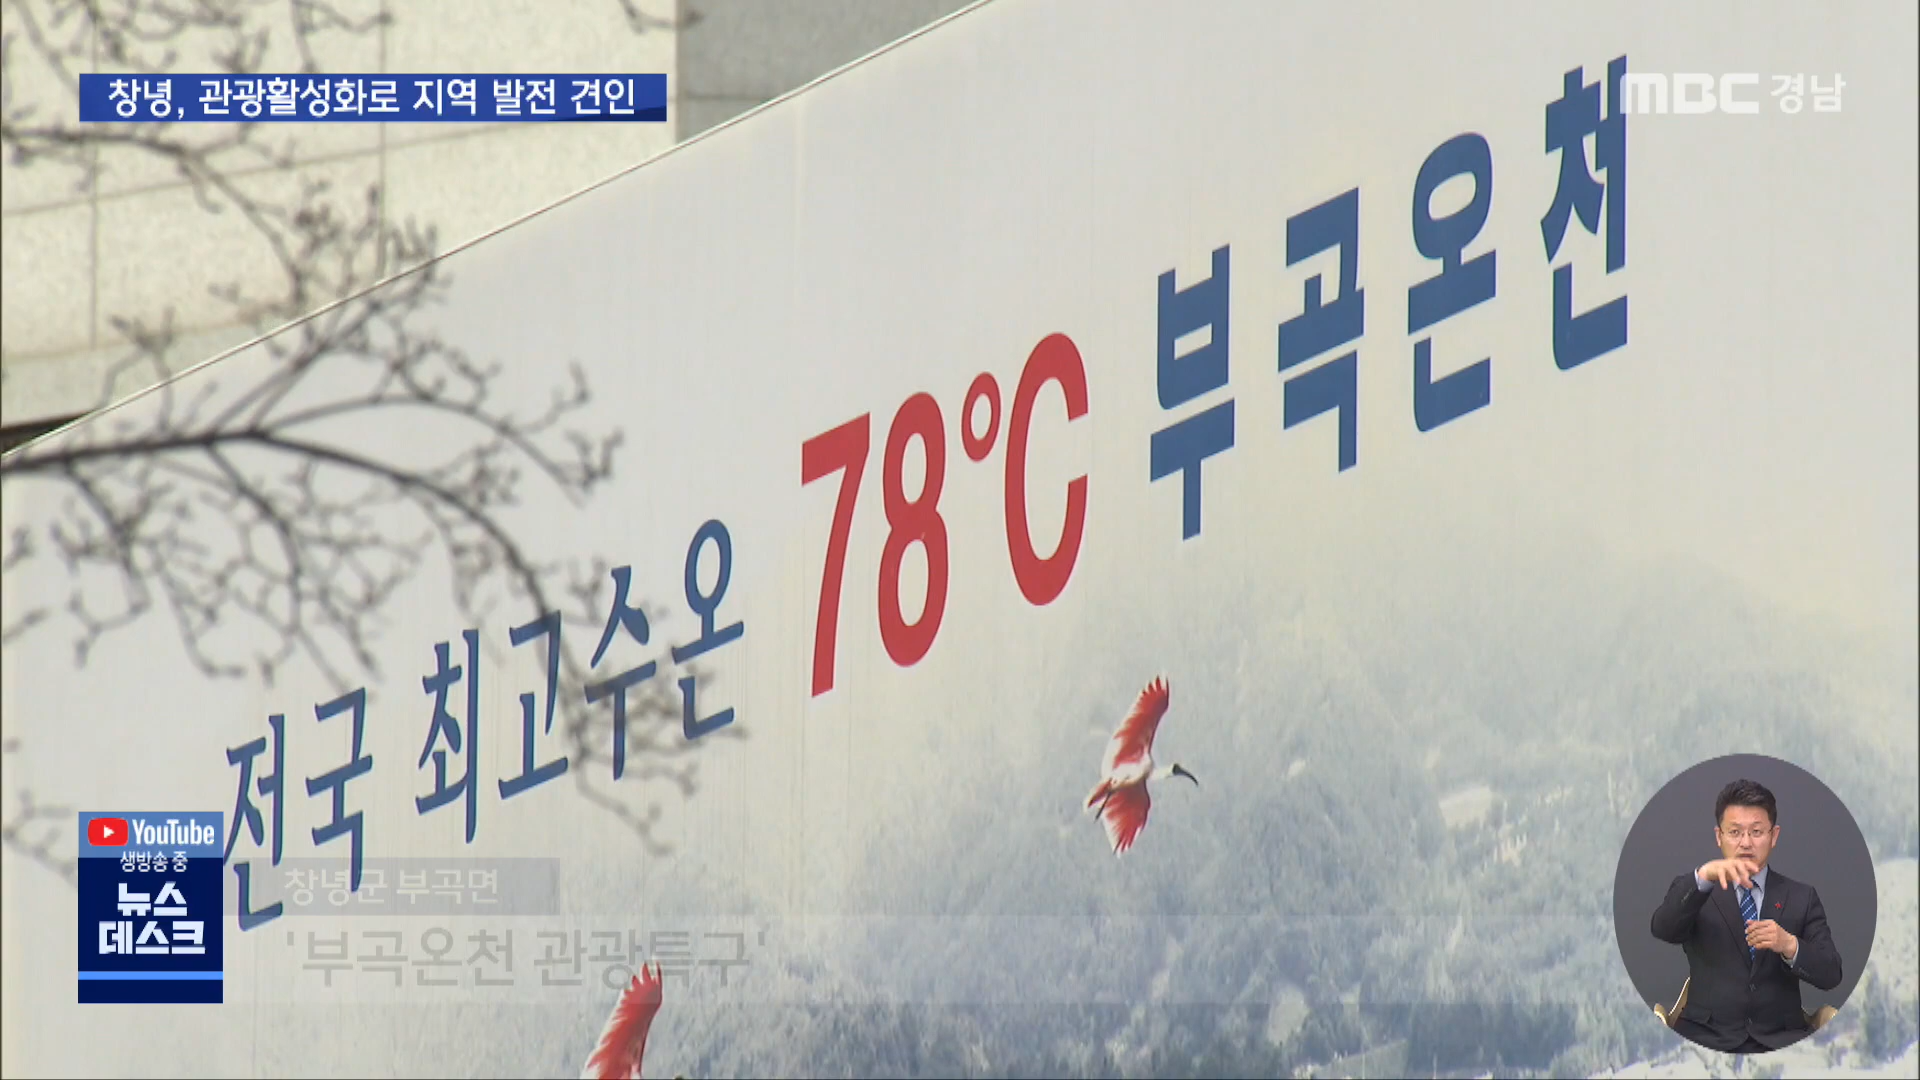 창녕, 관광활성화로 지역 발전 견인
MBC 경남
전국 최고수온 78℃ 부곡온천
YouTube
생방송 중
뉴스
데스크
창녕군 부곡면
'부곡온천 관광특구'